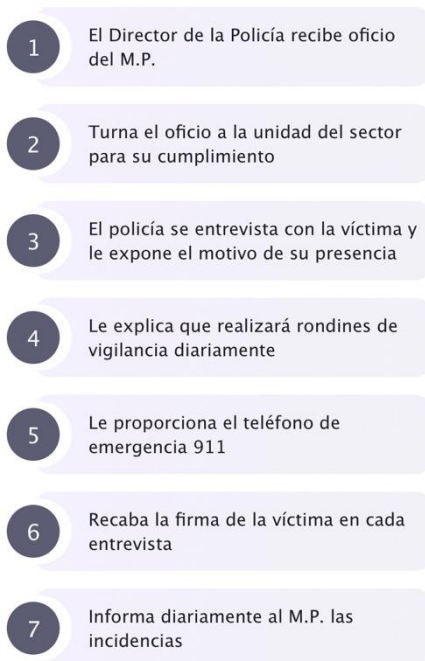 1
El Director de la Policía recibe oficio
del M.P.
2
Turna el oficio a la unidad del sector
para su cumplimiento
3
El policía se entrevista con la víctima y
le expone el motivo de su presencia
4
Le explica que realizará rondines de
vigilancia diariamente
5
Le proporciona el teléfono de
emergencia 911
6
Recaba la firma de la víctima en cada
entrevista
7
Informa diariamente al M.P. las
incidencias